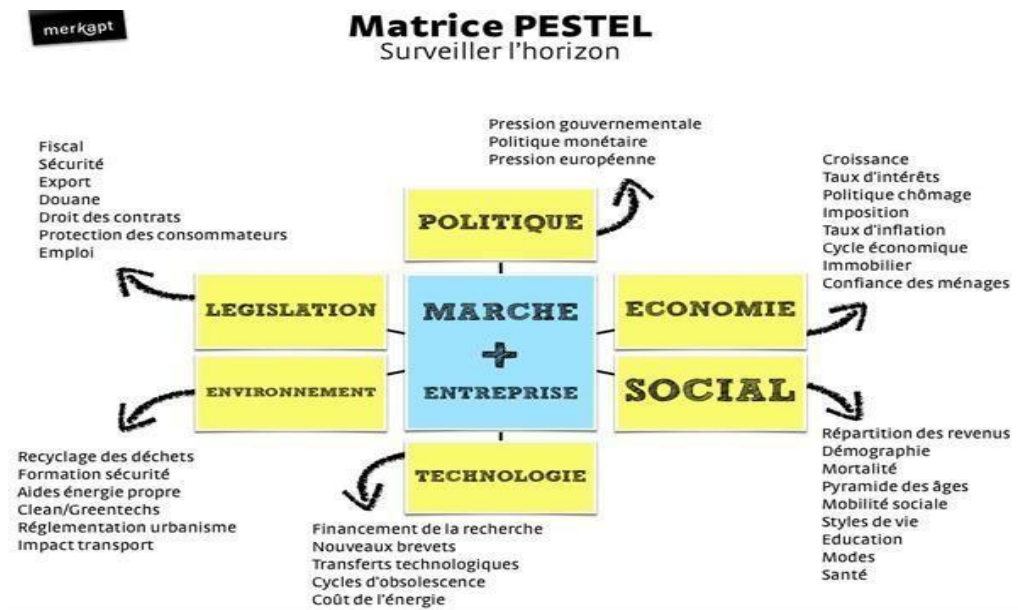 merkapt
Matrice PESTEL
Surveiller l'horizon
Pression gouvernementale
Politique monétaire
Pression européenne
Fiscal
Sécurité
Export
Douane
Droit des contrats
Protection des consommateurs
Emploi
Croissance
Taux d'intérêts
Politique chômage
Imposition
Taux d'inflation
Cycle économique
Immobilier
Confiance des ménages
POLITIQUE
LEGISLATION
MARCHE
+
ENTREPRISE
ECONOMIE
ENVIRONNEMENT
SOCIAL
TECHNOLOGIE
Recyclage des déchets
Formation sécurité
Aides énergie propre
Clean/Greentechs
Réglementation urbanisme
Impact transport
Financement de la recherche
Nouveaux brevets
Transferts technologiques
Cycles d'obsolescence
Coût de l'énergie
Répartition des revenus
Démographie
Mortalité
Pyramide des âges
Mobilité sociale
Styles de vie
Education
Modes
Santé